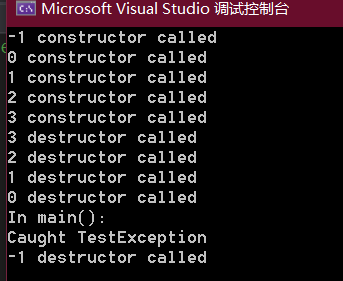 Microsoft Visual Studio 调试控制台
-1 constructor called
0 constructor called
1 constructor called
2 constructor called
3 constructor called
3 destructor called
2 destructor called
1 destructor called
0 destructor called
In main():
Caught TestException
-1 destructor called